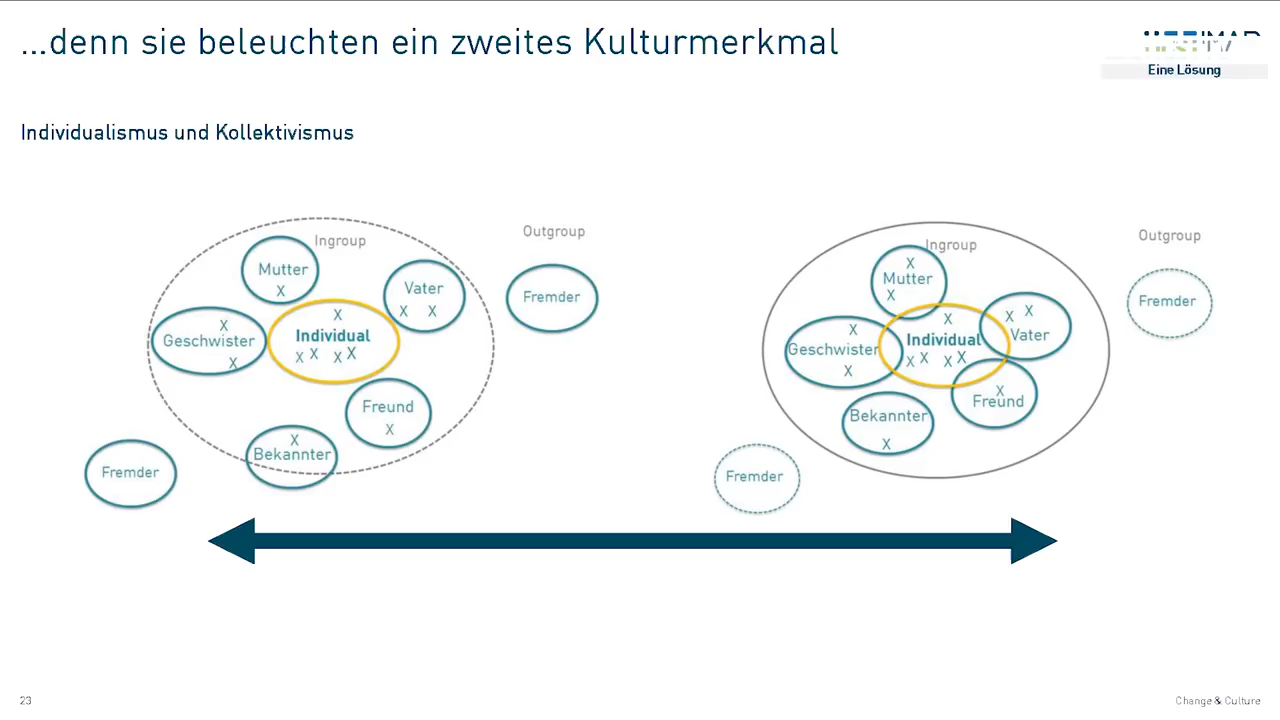 ...denn sie beleuchten ein zweites Kulturmerkmal
Eine Lösung
Individualismus und Kollektivismus
Ingroup
Outgroup
Mutter
X
Vater
X X
Fremder
X
Geschwister
X
X
Individual
X X X X
Freund
X
X
Bekannter
Fremder
Ingroup
Outgroup
X
Mutter
X
Fremder
X
Geschwister
X
X
Individual
X X X X
X X
Vater
X
Freund
Bekannter
X
Fremder
23
Change & Culture